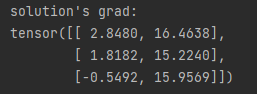 solution's grad:
tensor([[ 2.8480, 16.4638],
        [ 1.8182, 15.2240],
        [-0.5492, 15.9569]])